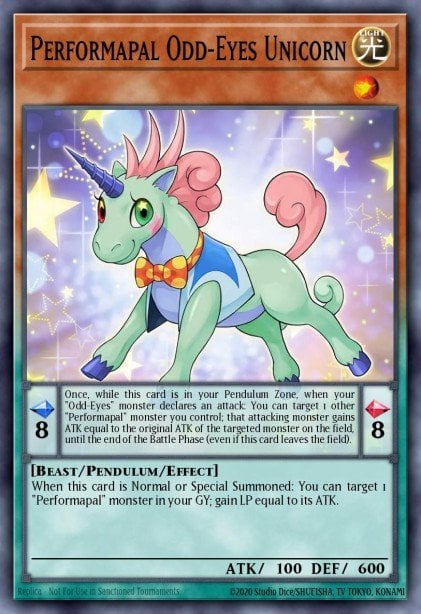 Performapal Odd-Eyes Unicorn
LIGHT
光
Once, while this card is in your Pendulum Zone, when your
"Odd-Eyes" monster declares an attack: You can target 1 other
"Performapal" monster you control; that attacking monster gains
ATK equal to the original ATK of the targeted monster on the field,
until the end of the Battle Phase (even if this card leaves the field).
8
8
[Beast/Pendulum/Effect]
When this card is Normal or Special Summoned: You can target 1
"Performapal" monster in your GY; gain LP equal to its ATK.
ATK/ 100 DEF/ 600
Replica - Not For Use in Sanctioned Tournaments
©2020 Studio Dice/SHUEISHA, TV TOKYO, KONAMI